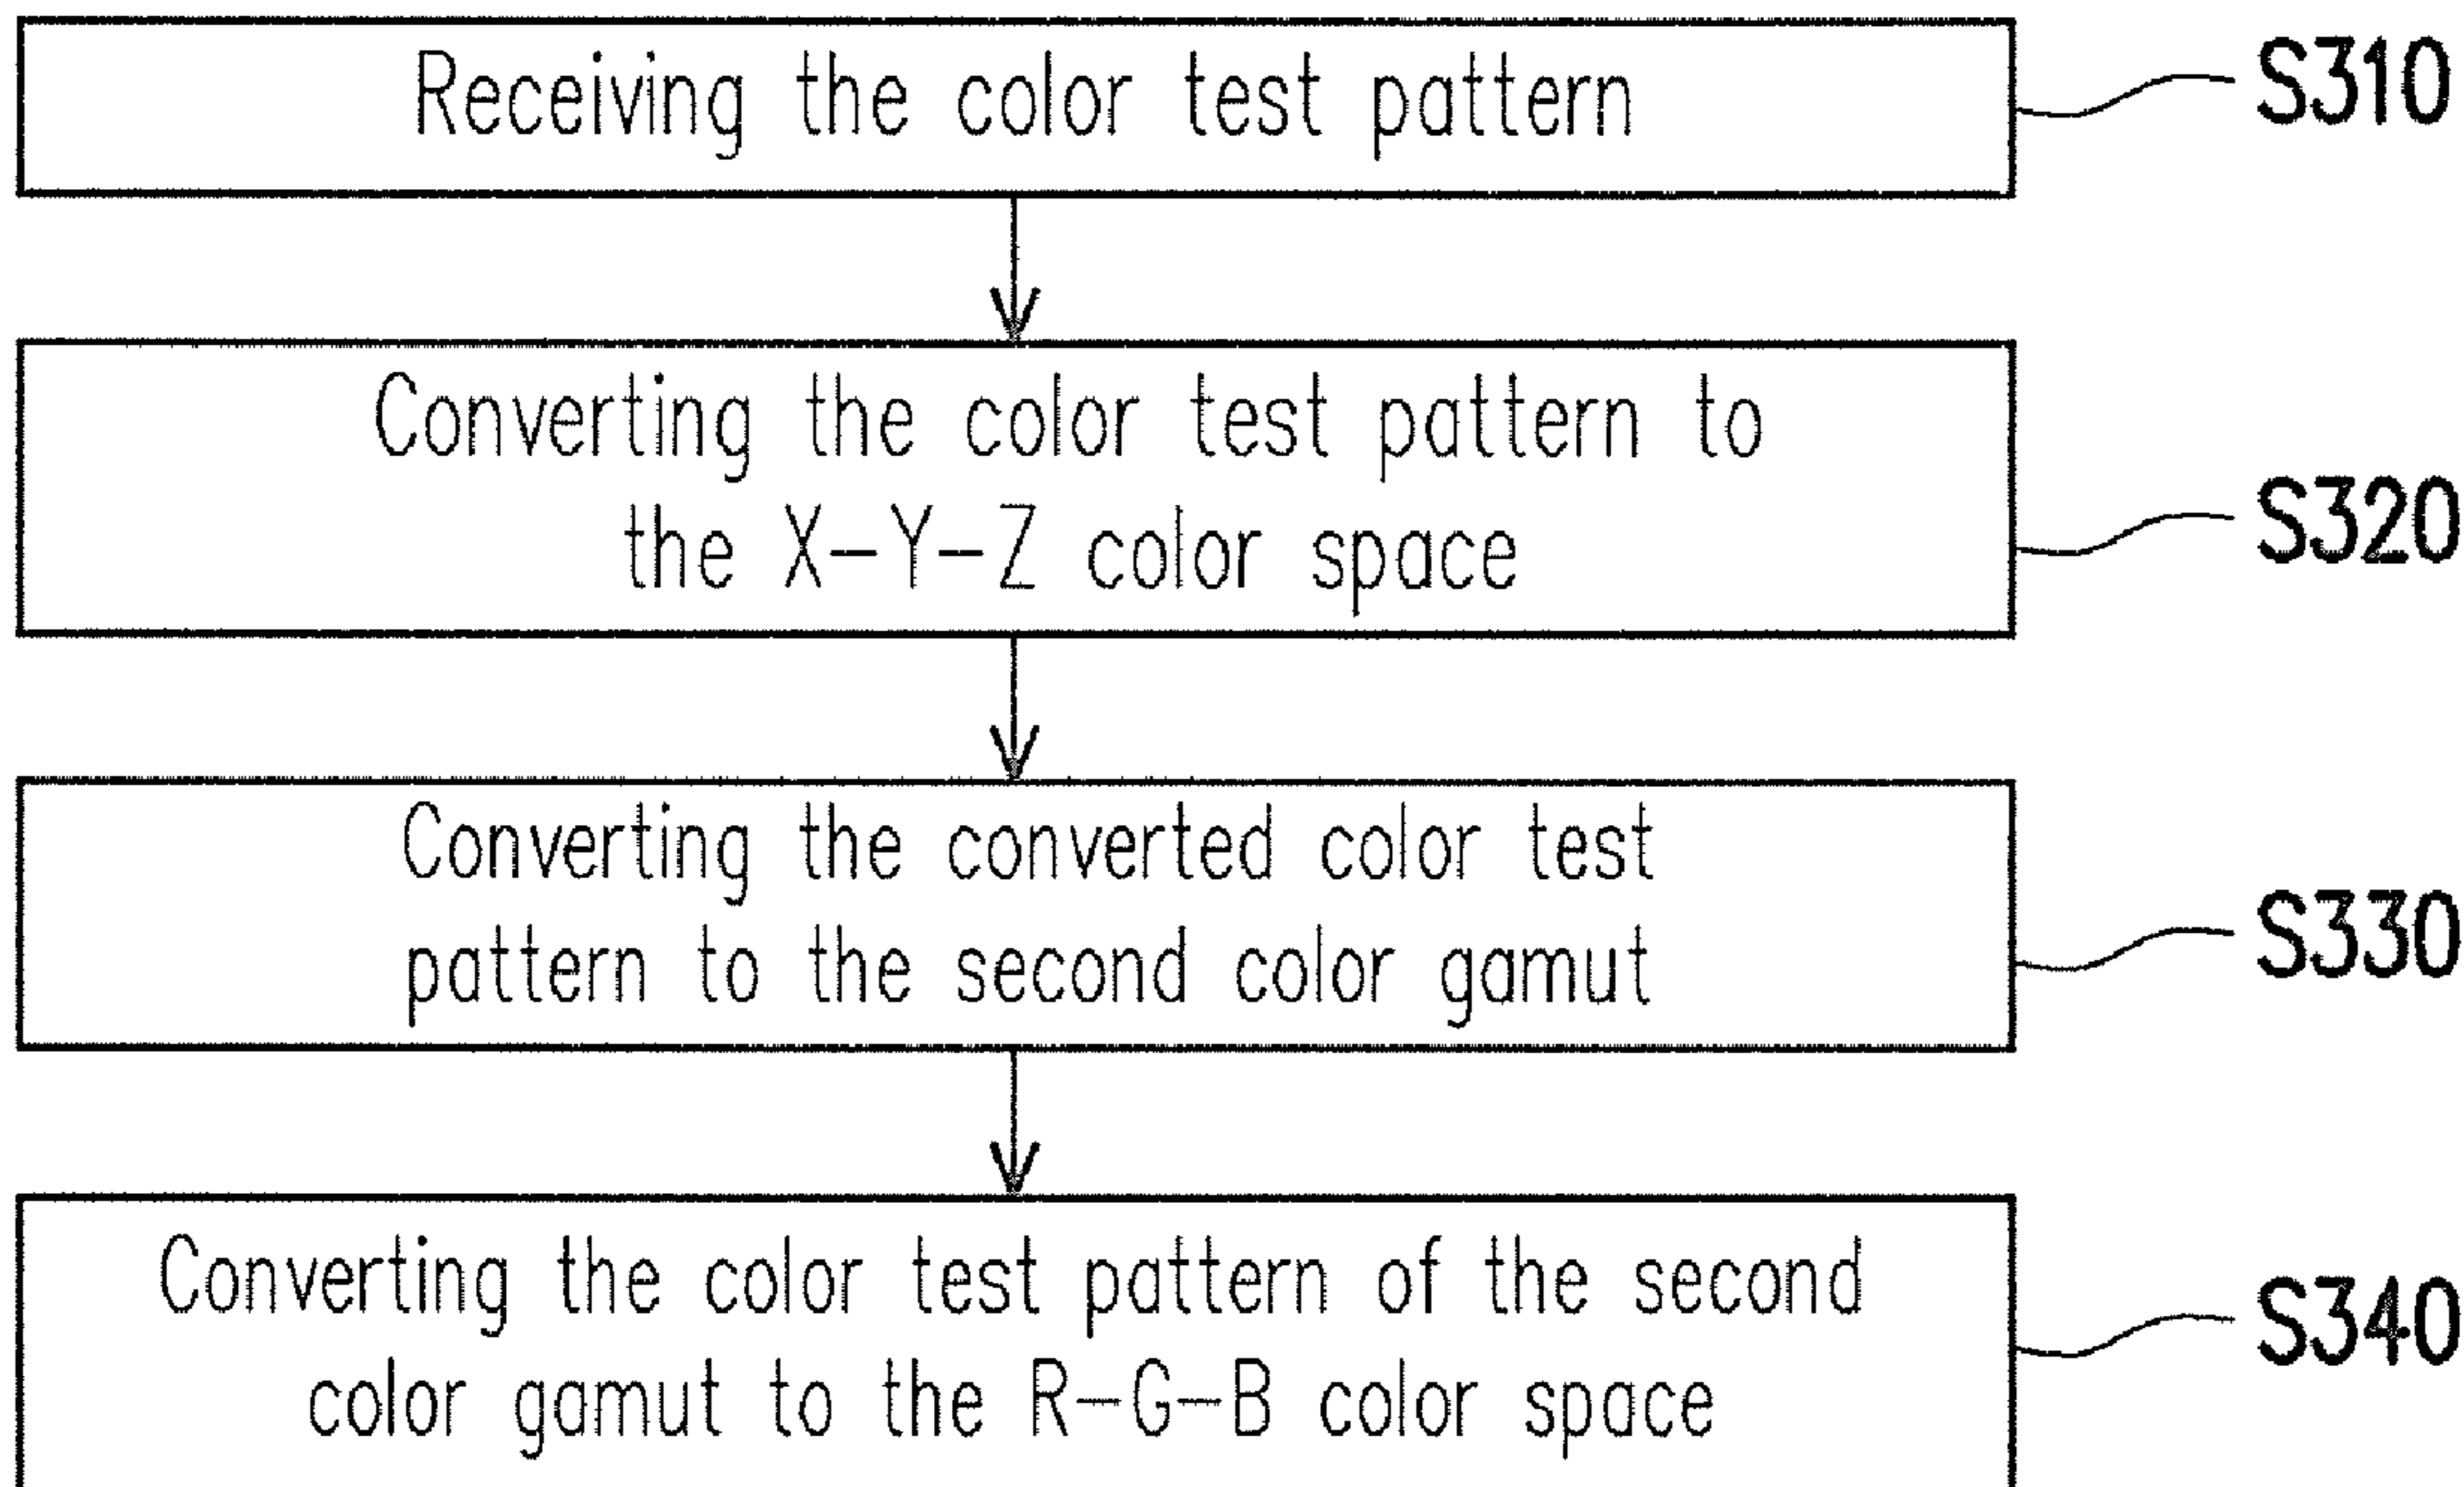 Receiving the color test pattern
S310
Converting the color test pattern to
the X-Y-Z color space
S320
Converting the converted color test
pattern to the second color gamut
S330
Converting the color test pattern of the second
color gamut to the R-G-B color space
S340